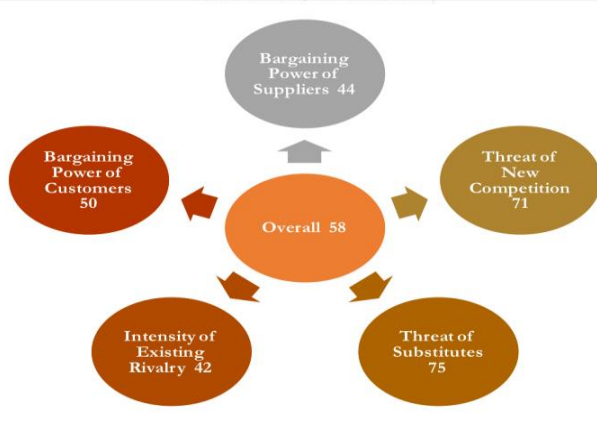 Bargaining
Power of
Suppliers 44
Bargaining
Power of
Customers
50
Threat of
New
Competition
71
Overall 58
Intensity of
Existing
Rivalry 42
Threat of
Substitutes
75